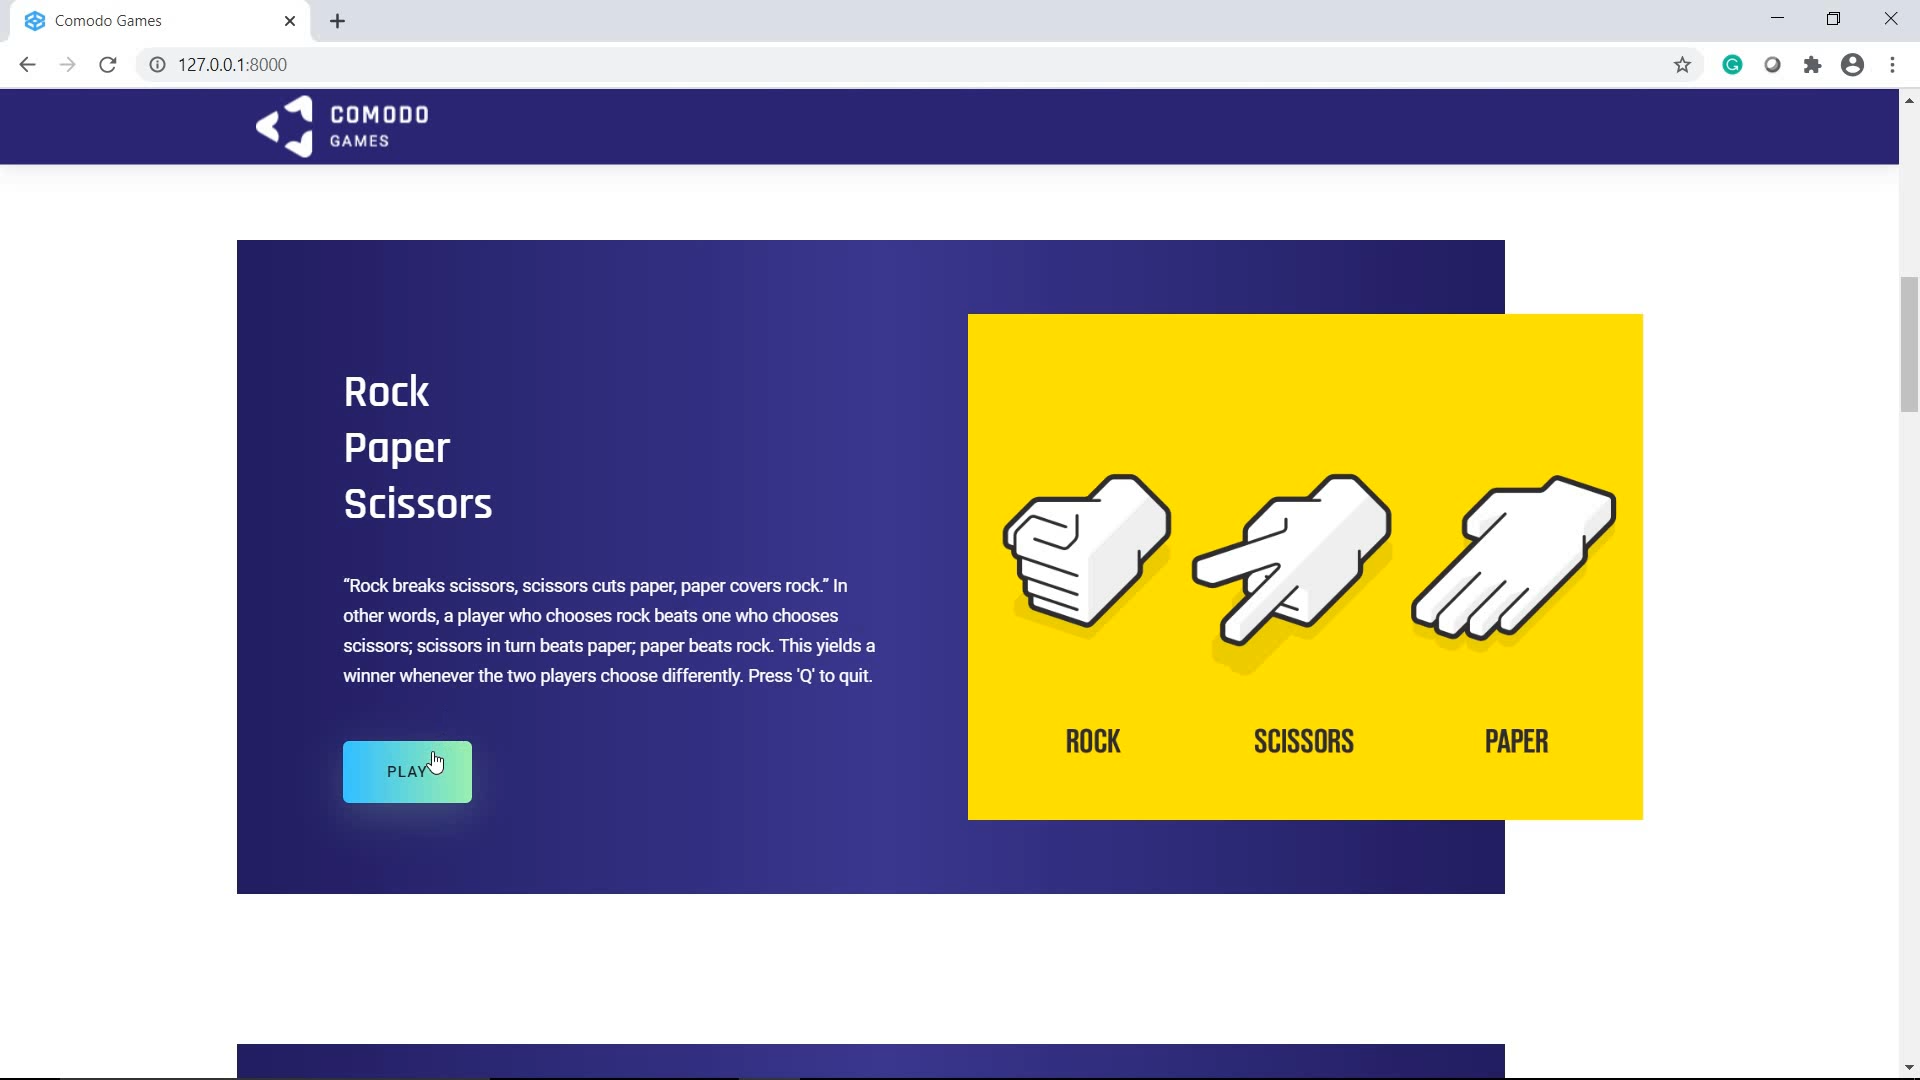 Comodo Games
127.0.0.1:8000
COMODO
GAMES
Rock
Paper
Scissors
“Rock breaks scissors, scissors cuts paper, paper covers rock.” In
other words, a player who chooses rock beats one who chooses
scissors; scissors in turn beats paper; paper beats rock. This yields a
winner whenever the two players choose differently. Press 'Q' to quit.
PLAY
ROCK
SCISSORS
PAPER